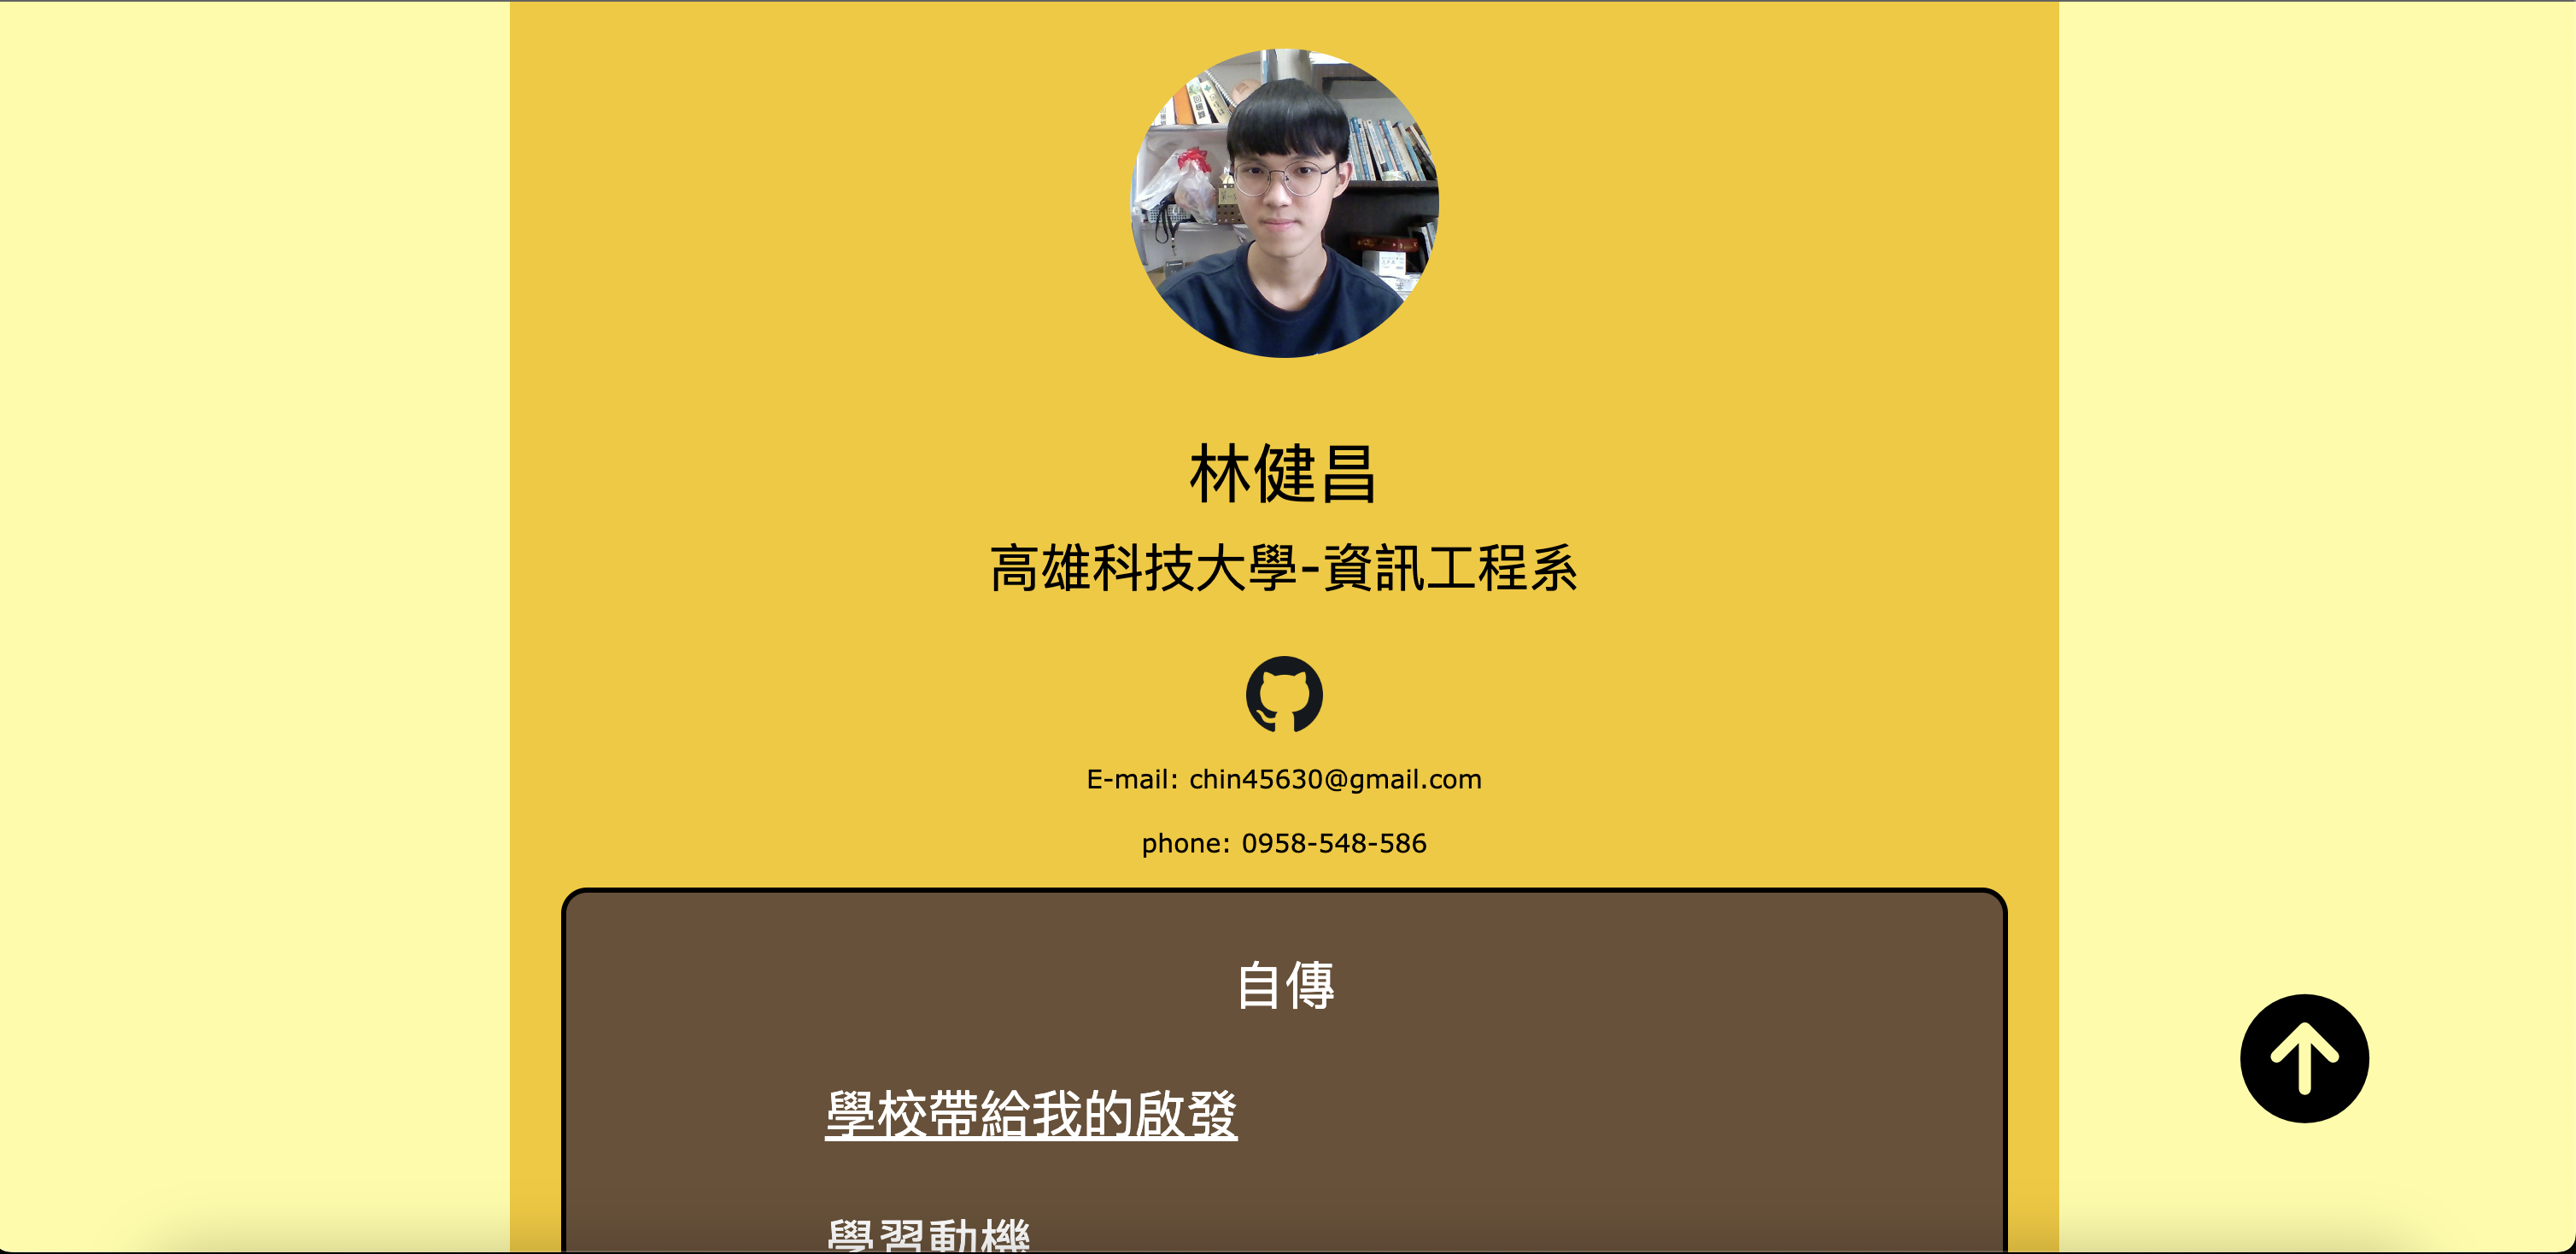 林健昌
高雄科技大學-資訊工程系
E-mail: chin45630@gmail.com
phone: 0958-548-586
自傳
學校帶給我的啟發
學習動機